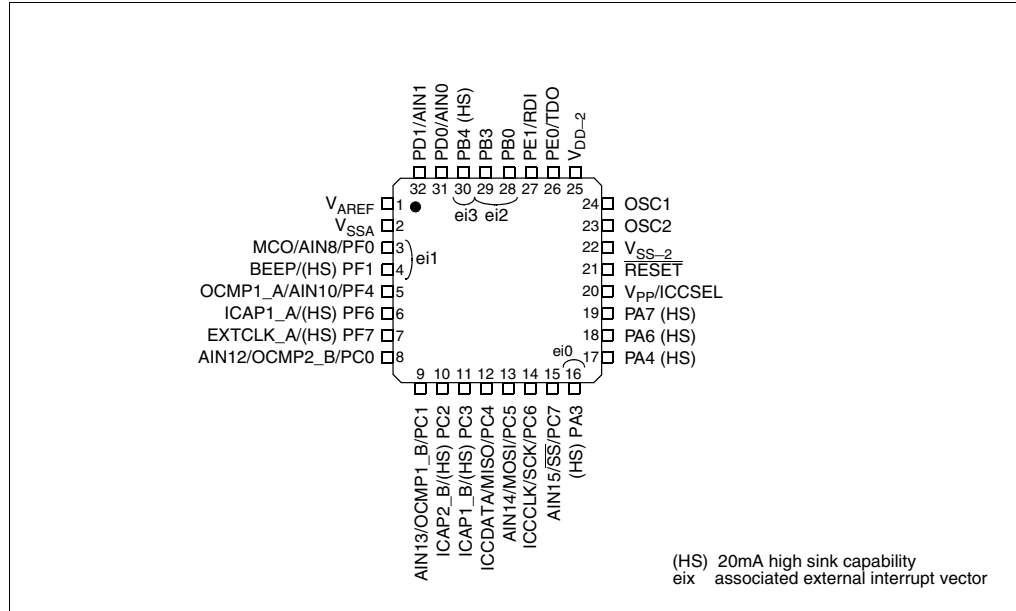 PD1/AIN1
PD0/AIN0
PB4 (HS)
PB3
PB0
PE1/RDI
PE0/TDO
VDD–2
32 31 30 29 28 27 26 25
ei3 ei2
VAREF 1
VSSA 2
MCO/AIN8/PF0 3
BEEP/(HS) PF1 4
ei1
OCMP1_A/AIN10/PF4 5
ICAP1_A/(HS) PF6 6
EXTCLK_A/(HS) PF7 7
AIN12/OCMP2_B/PC0 8
24 OSC1
23 OSC2
22 VSS–2
21 RESET
20 VPP/ICCSEL
19 PA7 (HS)
18 PA6 (HS)
17 PA4 (HS)
ei0
9 10 11 12 13 14 15 16
AIN13/OCMP1_B/PC1
ICAP2_B/(HS) PC2
ICAP1_B/(HS) PC3
ICCDATA/MISO/PC4
AIN14/MOSI/PC5
ICCCLK/SCK/PC6
AIN15/SS/PC7
(HS) PA3
(HS) 20mA high sink capability
eix associated external interrupt vector